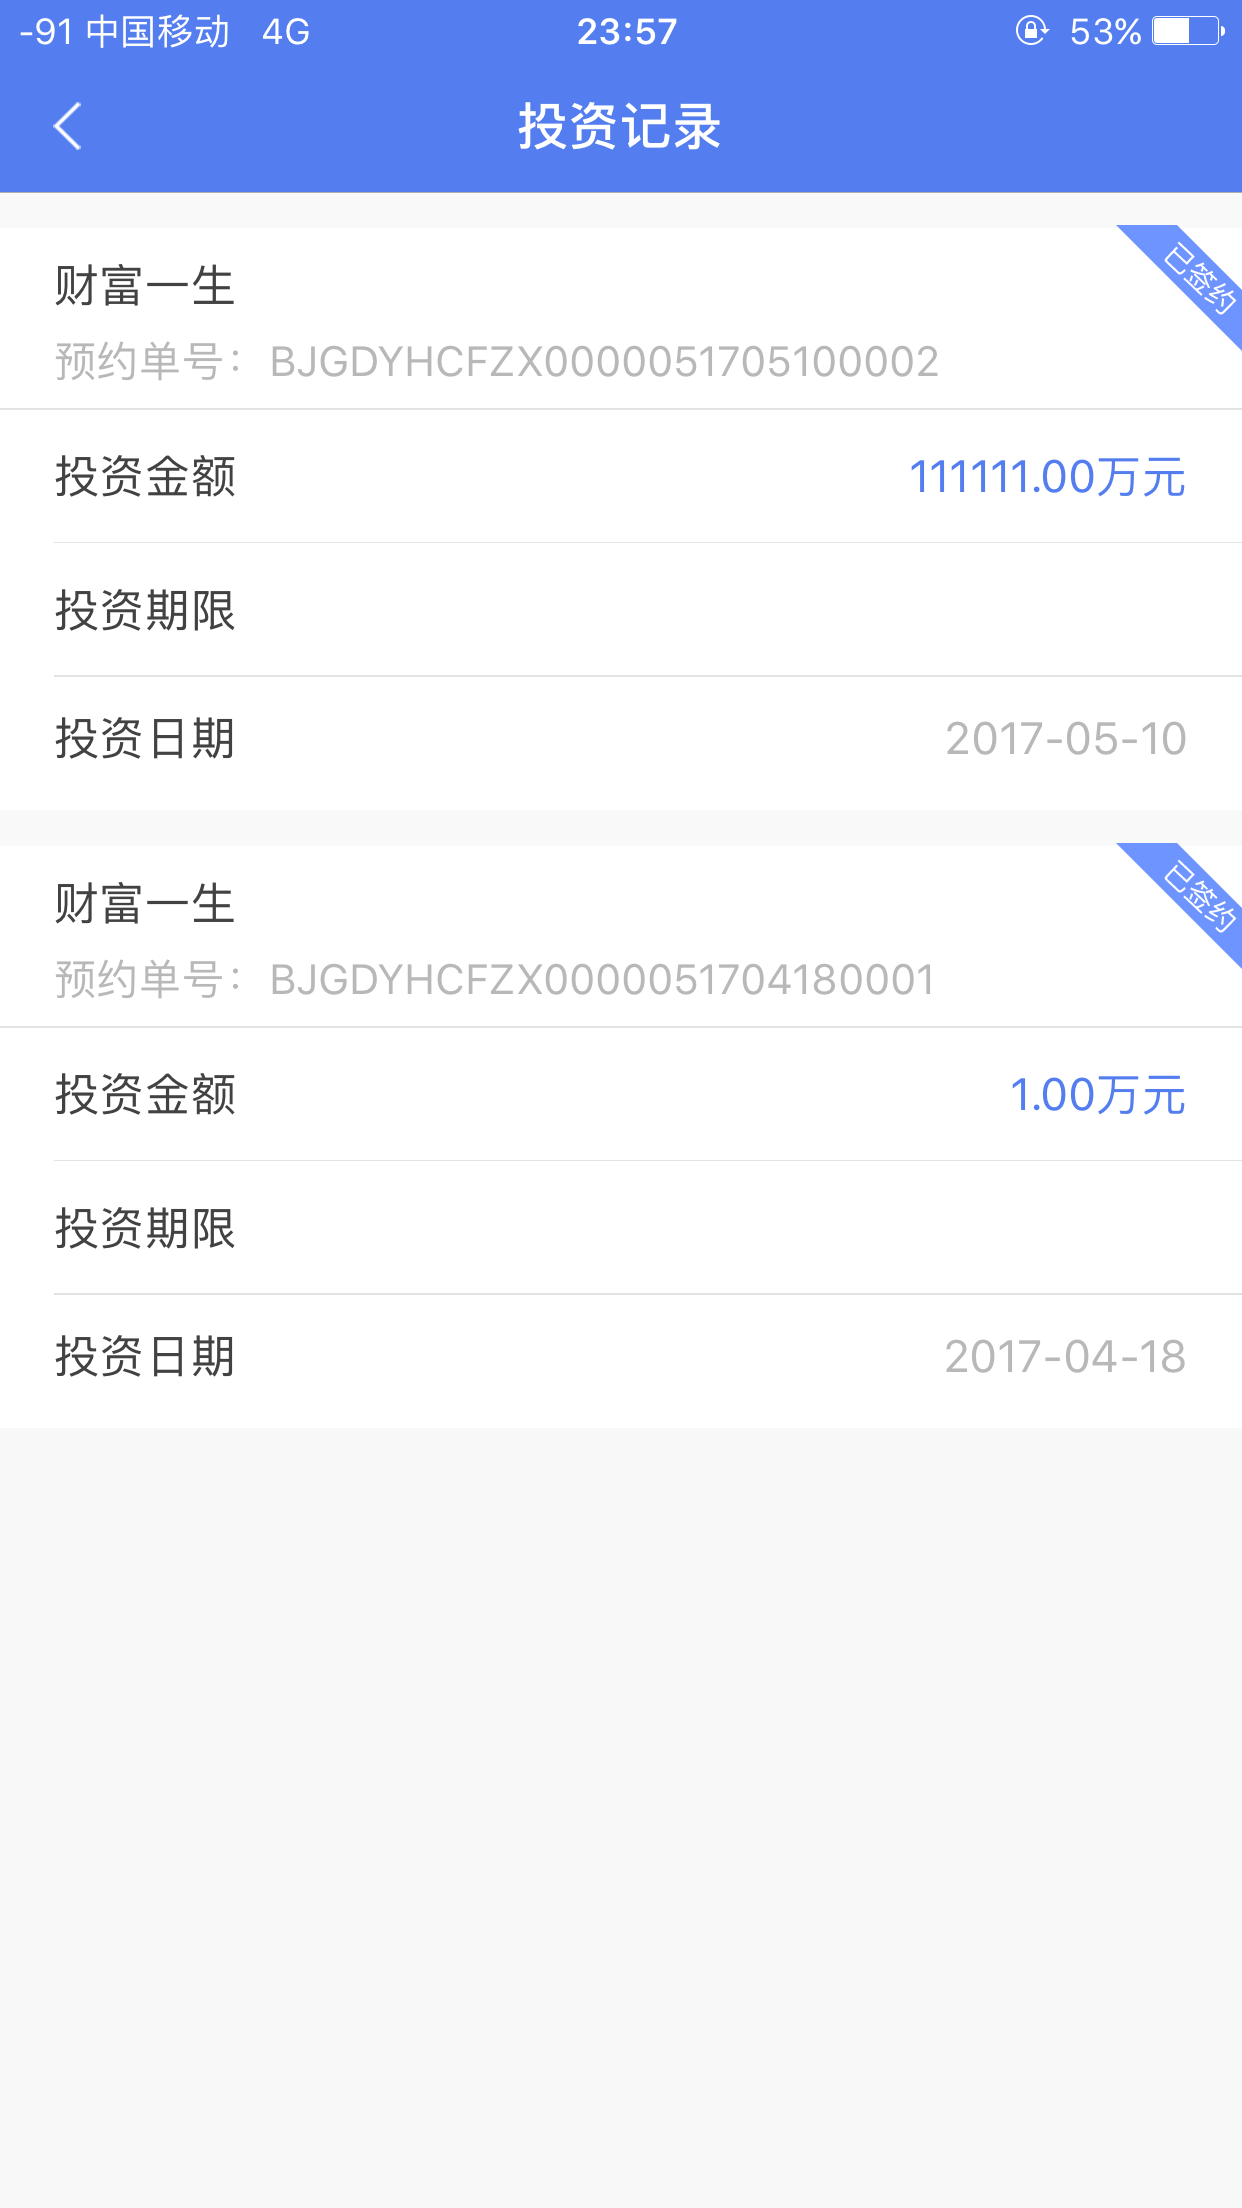 -91 中国移动 4G 23:57 53%
投资记录
财富一生
已签约
预约单号: BJGDYHCFZX0000051705100002
投资金额 111111.00万元
投资期限
投资日期 2017-05-10
财富一生
已签约
预约单号: BJGDYHCFZX0000051704180001
投资金额 1.00万元
投资期限
投资日期 2017-04-18